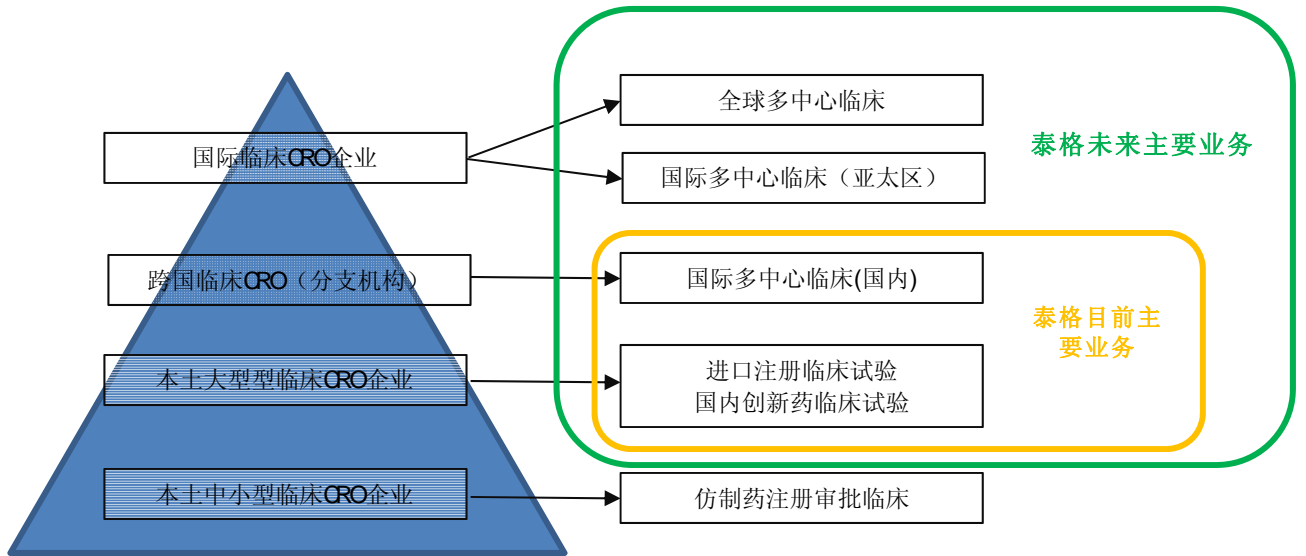 国际临床CRO企业
全球多中心临床
国际多中心临床（亚太区）
泰格未来主要业务
跨国临床CRO（分支机构）
国际多中心临床(国内)
泰格目前主
要业务
本土大型型临床CRO企业
进口注册临床试验
国内创新药临床试验
本土中小型临床CRO企业
仿制药注册审批临床